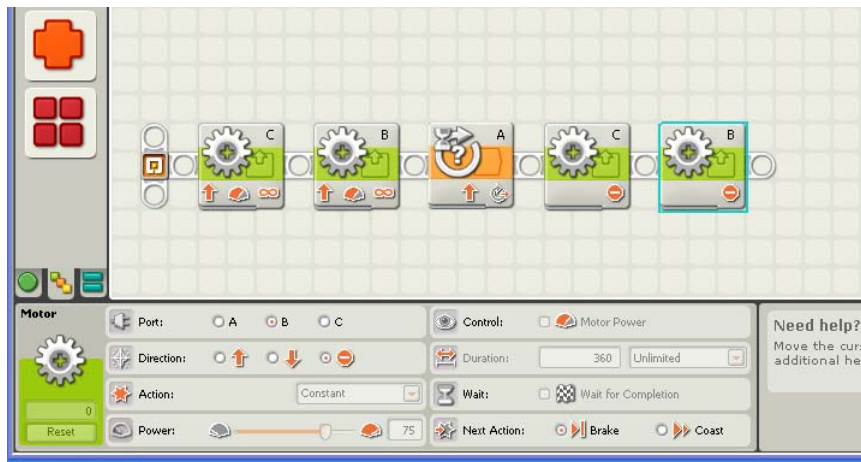 C B A C B
Motor
0
Reset
Port: A B C
Direction:
Action: Constant
Power: 75
Control: Motor Power
Duration: 360 Unlimited
Wait: Wait for Completion
Next Action: Brake Coast
Need help?
Move the cur
additional he